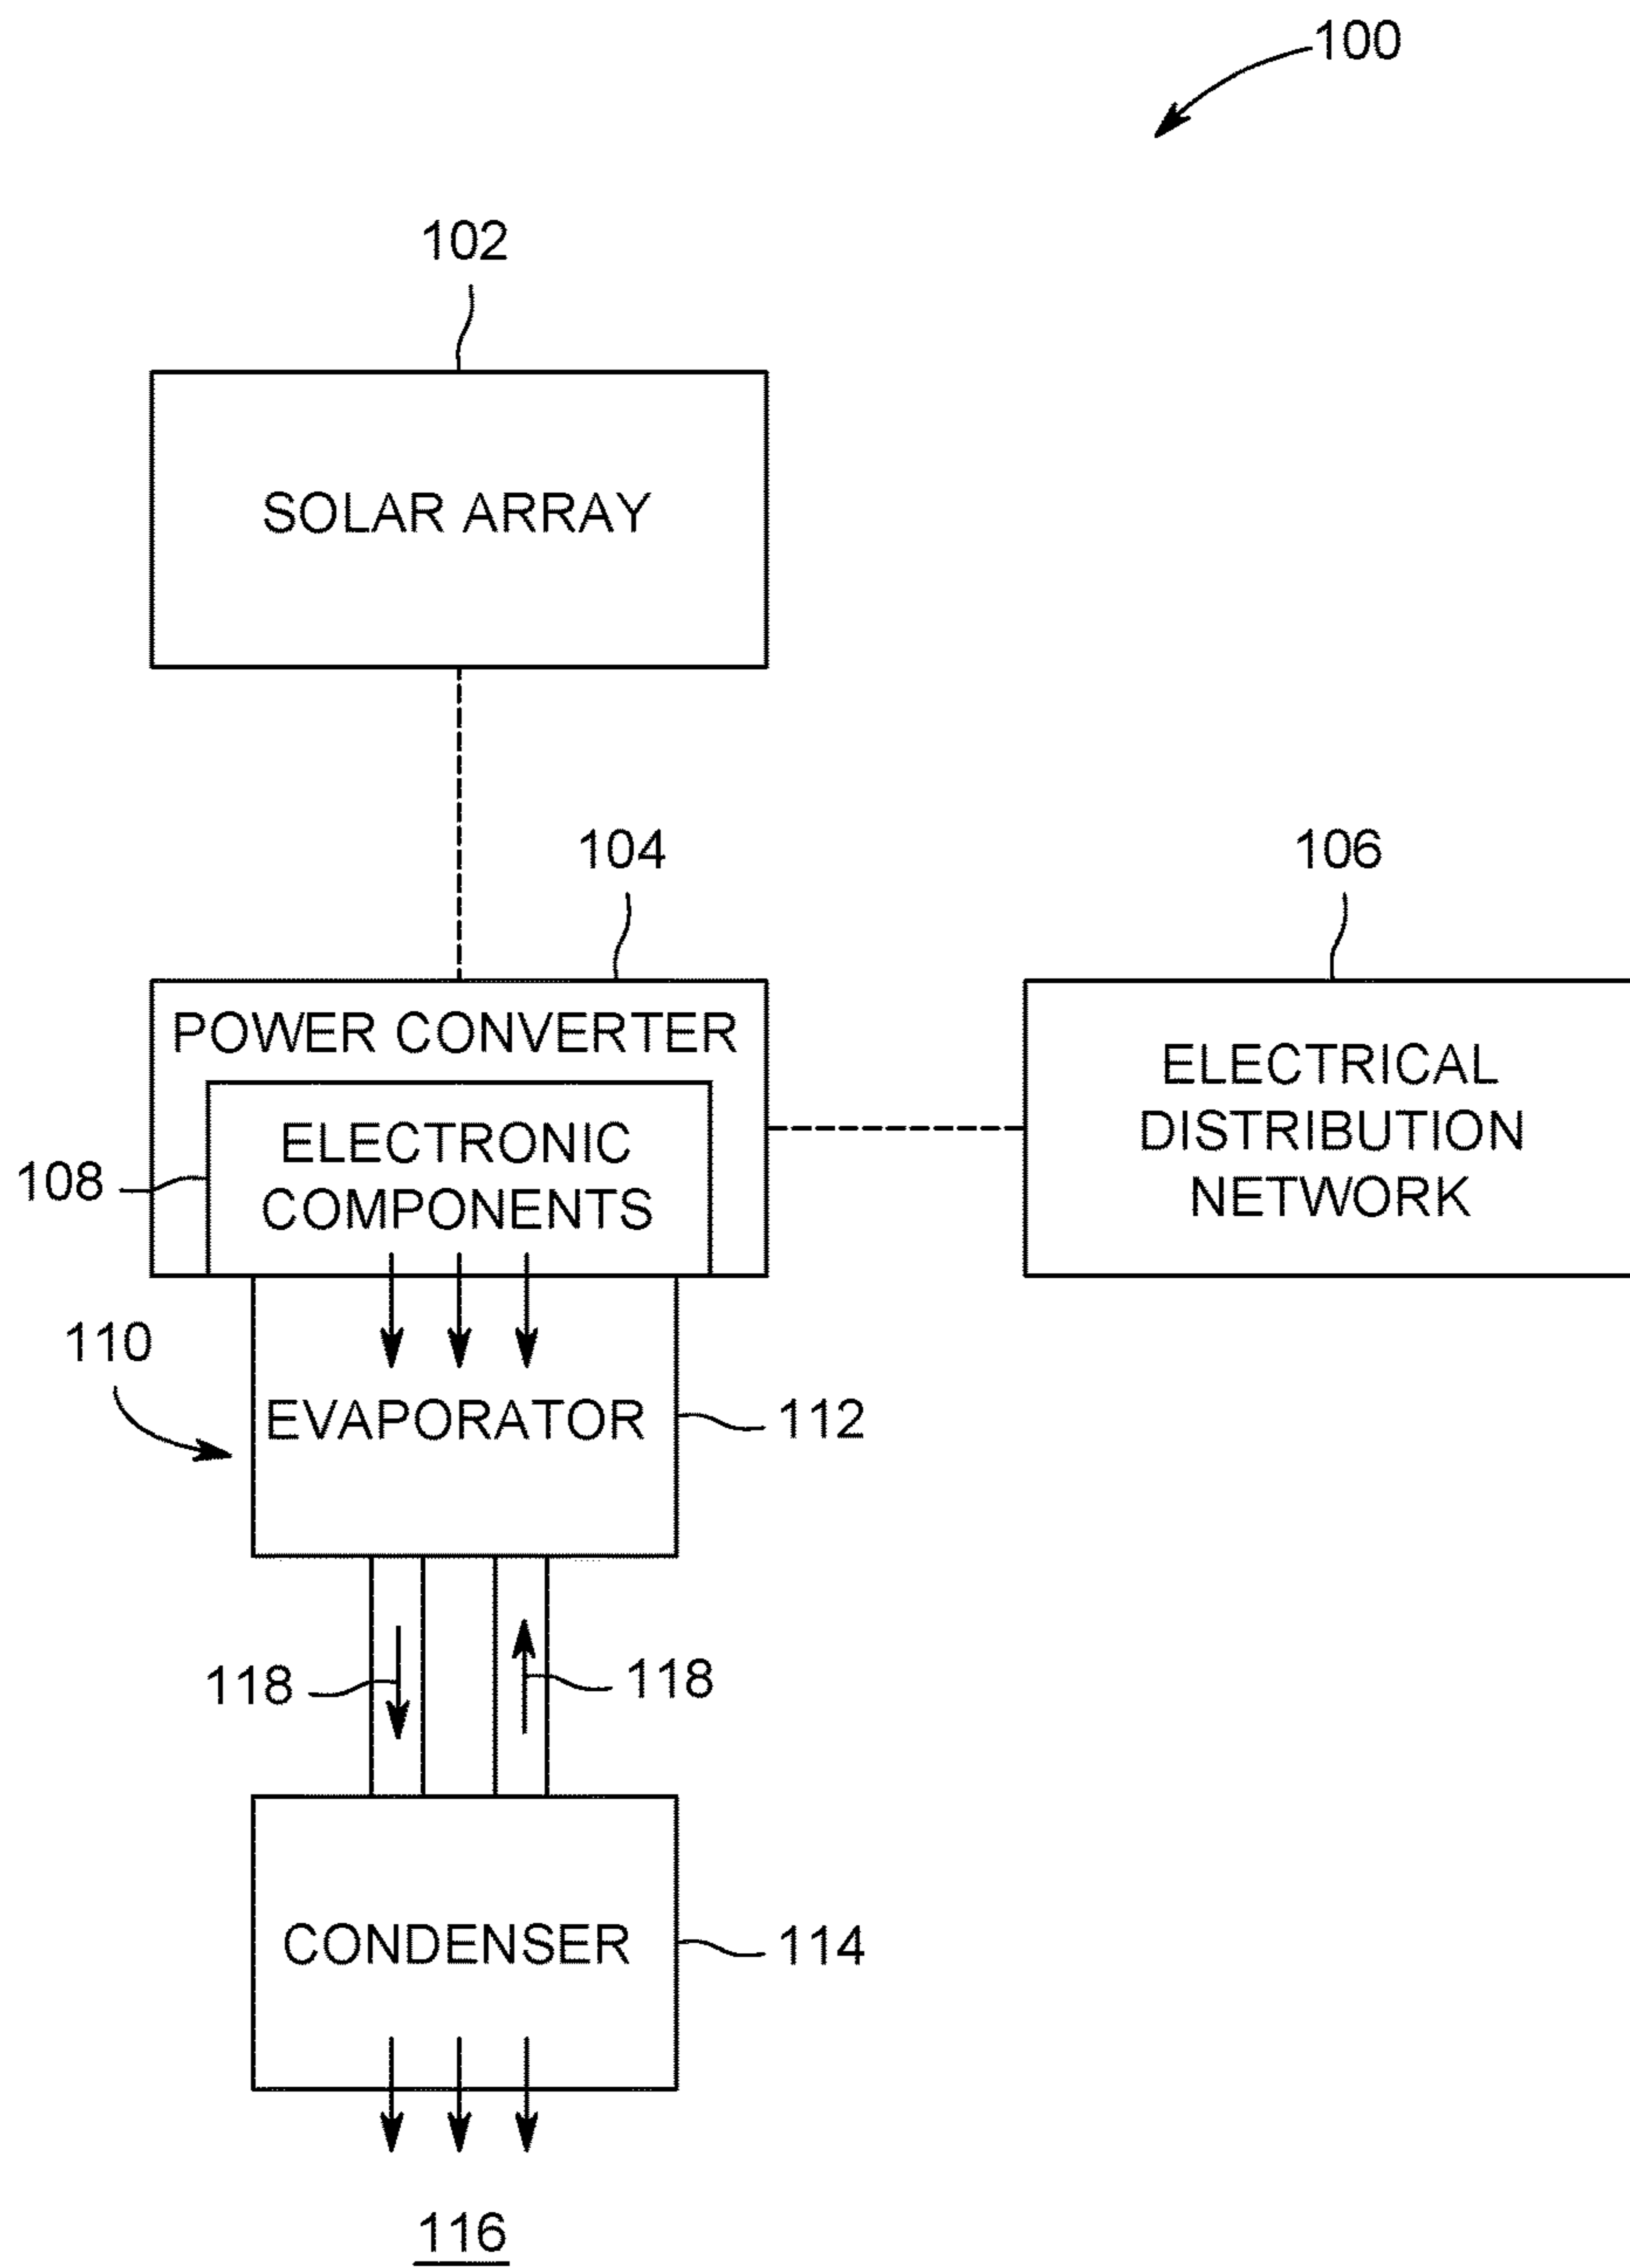 100
102
SOLAR ARRAY
104
106
POWER CONVERTER
ELECTRICAL
DISTRIBUTION
NETWORK
108
ELECTRONIC
COMPONENTS
110
EVAPORATOR
112
118
118
CONDENSER
114
116